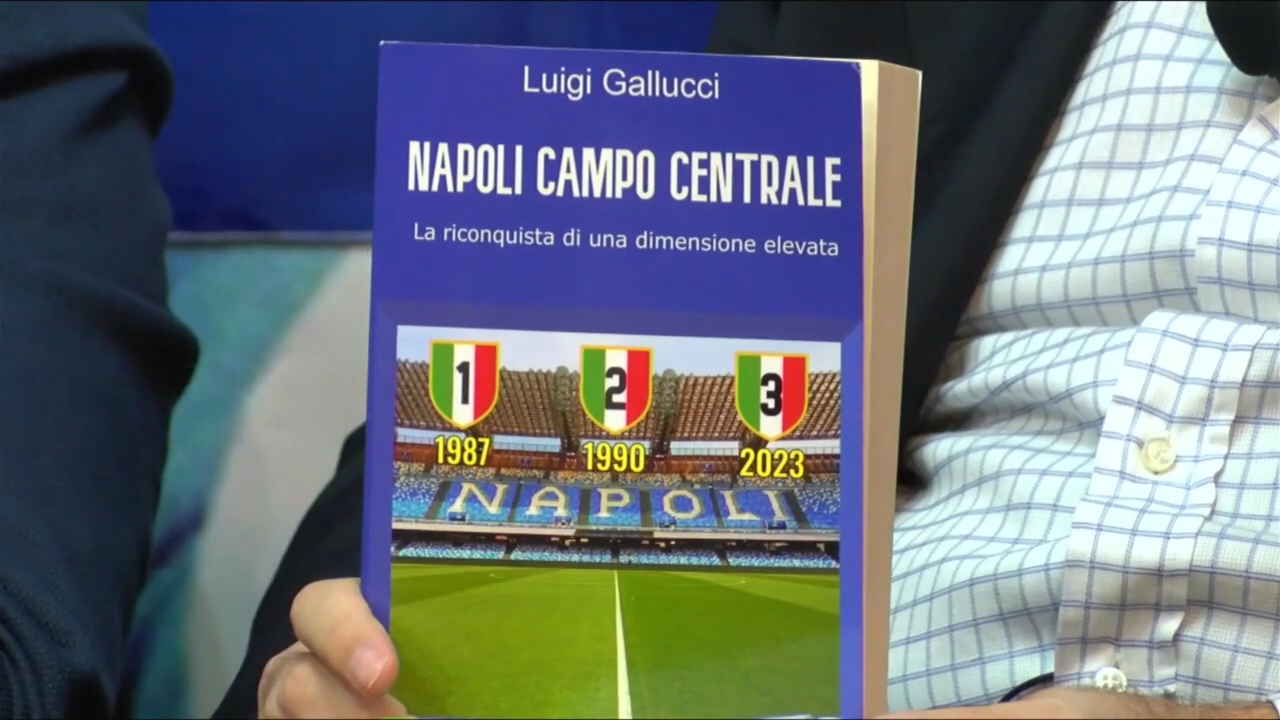 Luigi Gallucci
NAPOLI CAMPO CENTRALE
La riconquista di una dimensione elevata
1 2 3
1987 1990 2023
NAPOLI